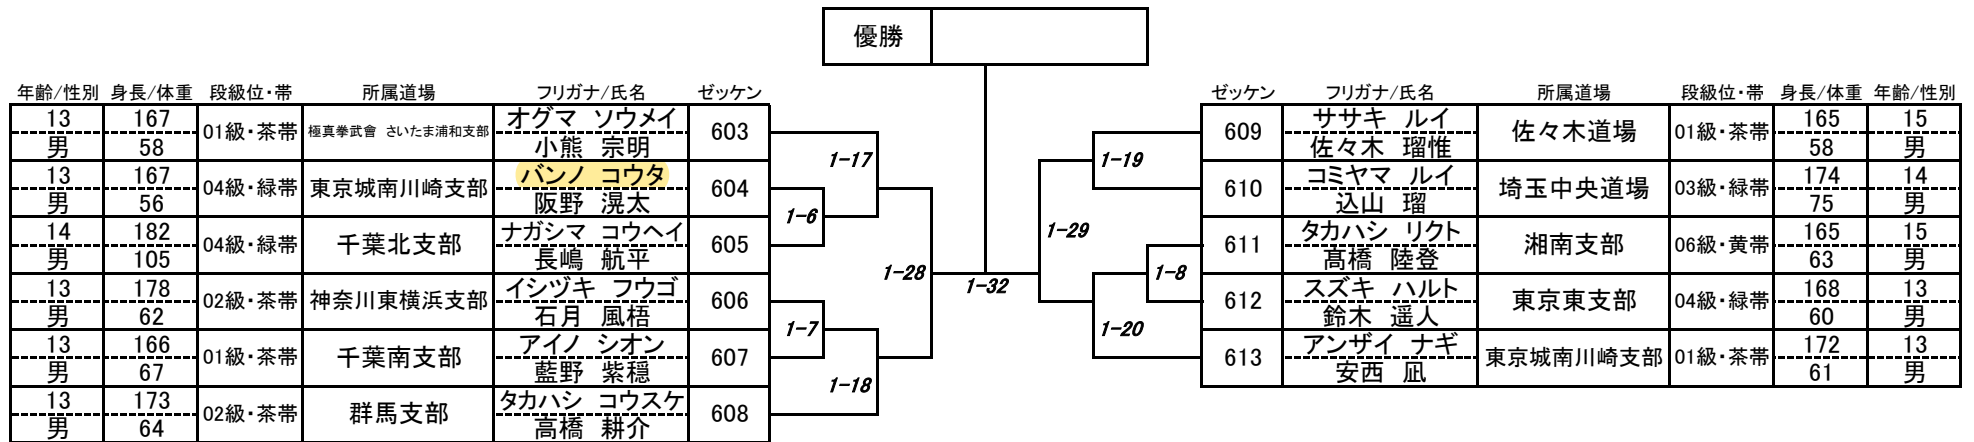 優勝
年齢/性別 身長/体重 段級位・帯 所属道場 フリガナ/氏名 ゼッケン
13 167 01級・茶帯 極真拳武會 さいたま浦和支部 オグマ ソウメイ 603
男 58 小熊 宗明
13 167 04級・緑帯 東京城南川崎支部 バンノ コウタ 604
男 56 阪野 滉太
14 182 04級・緑帯 千葉北支部 ナガシマ コウヘイ 605
男 105 長嶋 航平
13 178 02級・茶帯 神奈川東横浜支部 イシヅキ フウゴ 606
男 62 石月 風梧
13 166 01級・茶帯 千葉南支部 アイノ シオン 607
男 67 藍野 紫穏
13 173 02級・茶帯 群馬支部 タカハシ コウスケ 608
男 64 高橋 耕介
1-17
1-6
1-28
1-7
1-18
1-32
1-19
1-29
1-8
1-20
ゼッケン フリガナ/氏名 所属道場 段級位・帯 身長/体重 年齢/性別
609 ササキ ルイ 佐々木道場 01級・茶帯 165 15
佐々木 瑠惟 58 男
610 コミヤマ ルイ 埼玉中央道場 03級・緑帯 174 14
込山 瑠 75 男
611 タカハシ リクト 湘南支部 06級・黄帯 165 15
髙橋 陸登 63 男
612 スズキ ハルト 東京東支部 04級・緑帯 168 13
鈴木 遥人 60 男
613 アンザイ ナギ 東京城南川崎支部 01級・茶帯 172 13
安西 凪 61 男